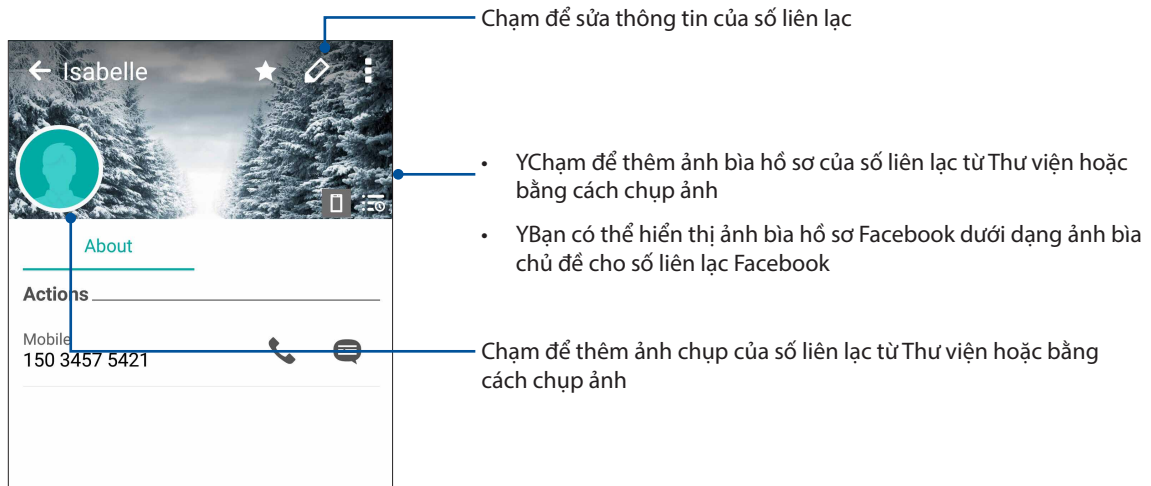 Chạm để sửa thông tin của số liên lạc
Isabelle
• YChạm để thêm ảnh bìa hồ sơ của số liên lạc từ Thư viện hoặc
bằng cách chụp ảnh
• YBạn có thể hiển thị ảnh bìa hồ sơ Facebook dưới dạng ảnh bìa
chủ đề cho số liên lạc Facebook
About
Actions
Mobile
150 3457 5421
Chạm để thêm ảnh chụp của số liên lạc từ Thư viện hoặc bằng
cách chụp ảnh